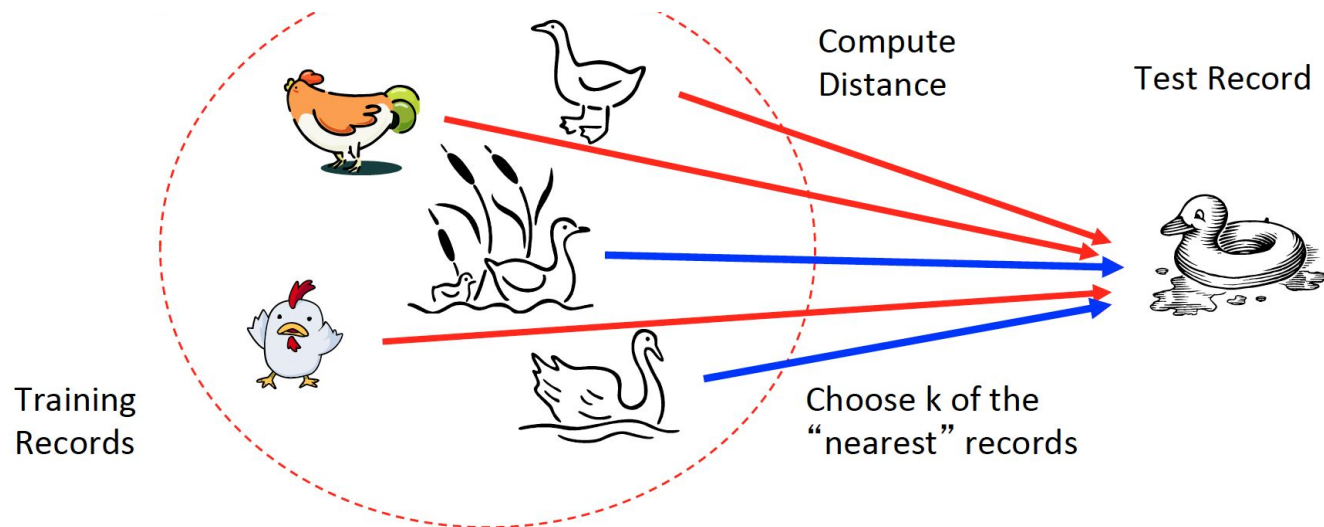 Compute
Distance
Test Record
Training
Records
Choose k of the
“nearest” records